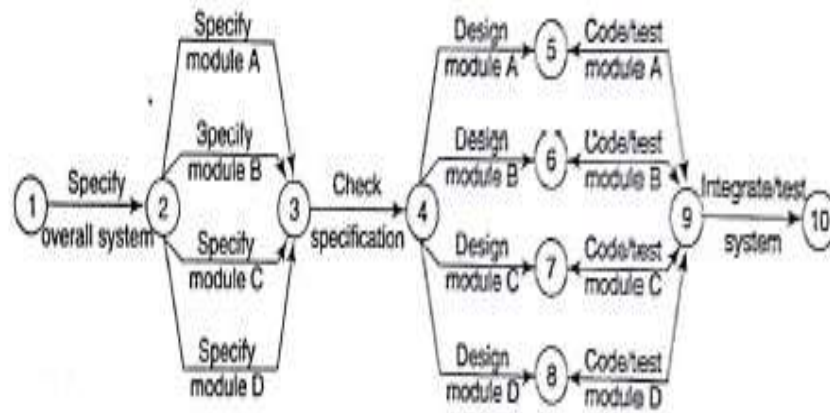 Specify
module A
Specify
module B
Specify
module C
Specify
module D
1
Specify
overall system
2
3
Check
specification
4
Design
module A
5
Code/test
module A
Design
module B
6
Code/test
module B
Design
module C
7
Code/test
module C
Design
module D
8
Code/test
module D
9
Integrate/test
system
10